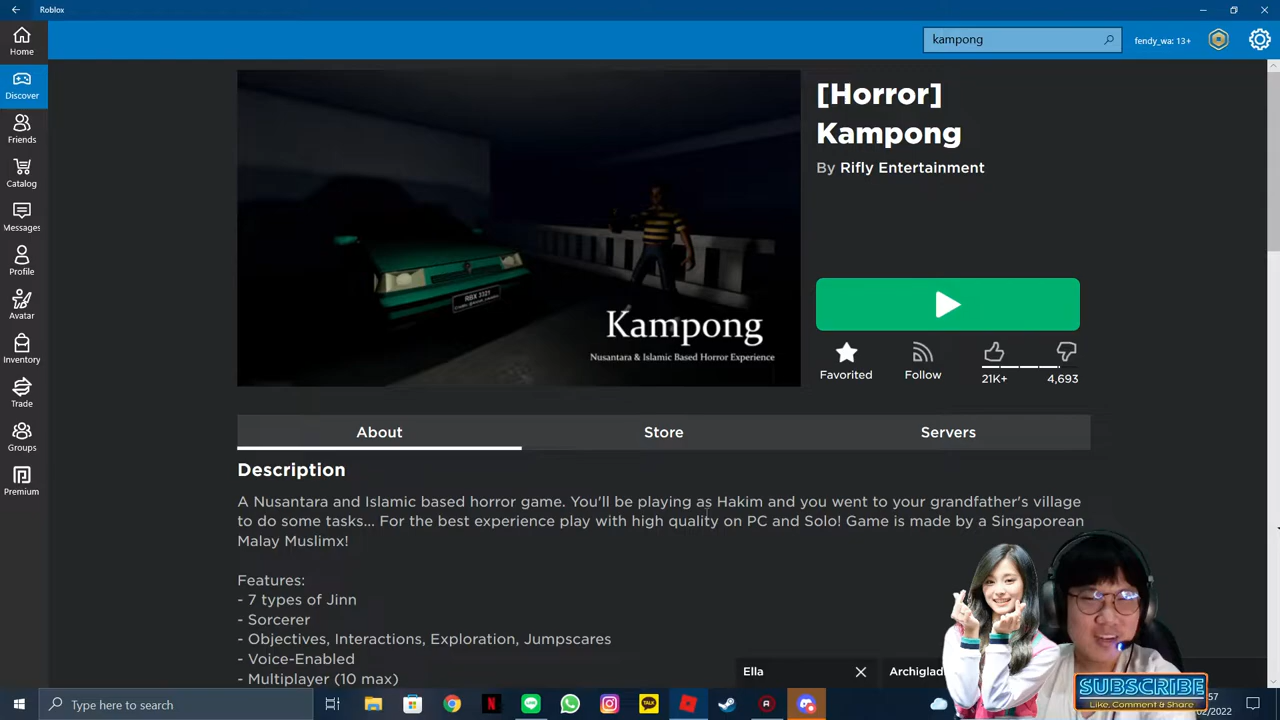 Roblox
Home
kampong
fendy_wa: 13+
Discover
Friends
Catalog
Messages
Profile
Avatar
Inventory
Trade
Groups
Premium
RBX 3321
Kampong
Nusantara & Islamic Based Horror Experience
[Horror]
Kampong
By Rifly Entertainment
Favorited
Follow
21K+
4,693
About
Store
Servers
Description
A Nusantara and Islamic based horror game. You'll be playing as Hakim and you went to your grandfather's village
to do some tasks... For the best experience play with high quality on PC and Solo! Game is made by a Singaporean
Malay Muslimx!
Features:
- 7 types of Jinn
- Sorcerer
- Objectives, Interactions, Exploration, Jumpscares
- Voice-Enabled
- Multiplayer (10 max)
Ella
Archiglad
SUBSCRIBE
Like, Comment & Share
Type here to search
TALK
57
/2022